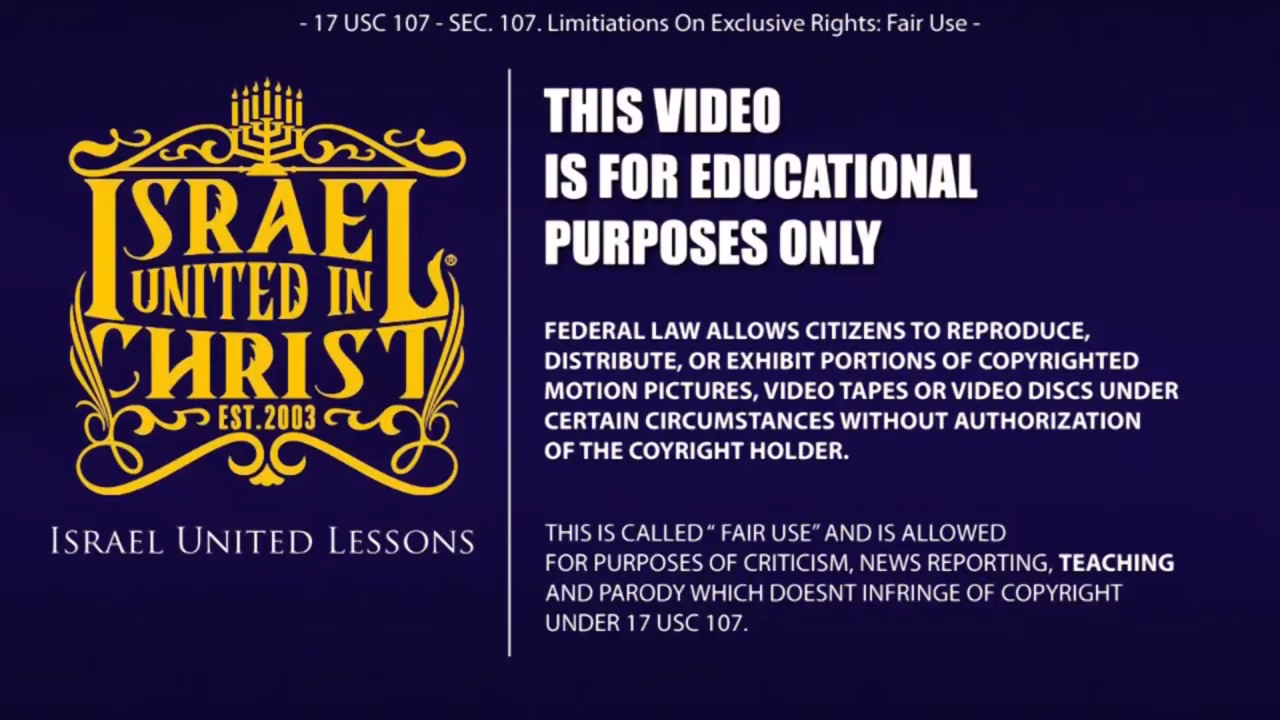 - 17 USC 107 - SEC. 107. Limitiations On Exclusive Rights: Fair Use -
ISRAEL
UNITED IN
CHRIST
®
EST.2003
ISRAEL UNITED LESSONS
THIS VIDEO
IS FOR EDUCATIONAL
PURPOSES ONLY
FEDERAL LAW ALLOWS CITIZENS TO REPRODUCE,
DISTRIBUTE, OR EXHIBIT PORTIONS OF COPYRIGHTED
MOTION PICTURES, VIDEO TAPES OR VIDEO DISCS UNDER
CERTAIN CIRCUMSTANCES WITHOUT AUTHORIZATION
OF THE COYRIGHT HOLDER.
THIS IS CALLED “ FAIR USE” AND IS ALLOWED
FOR PURPOSES OF CRITICISM, NEWS REPORTING, TEACHING
AND PARODY WHICH DOESNT INFRINGE OF COPYRIGHT
UNDER 17 USC 107.